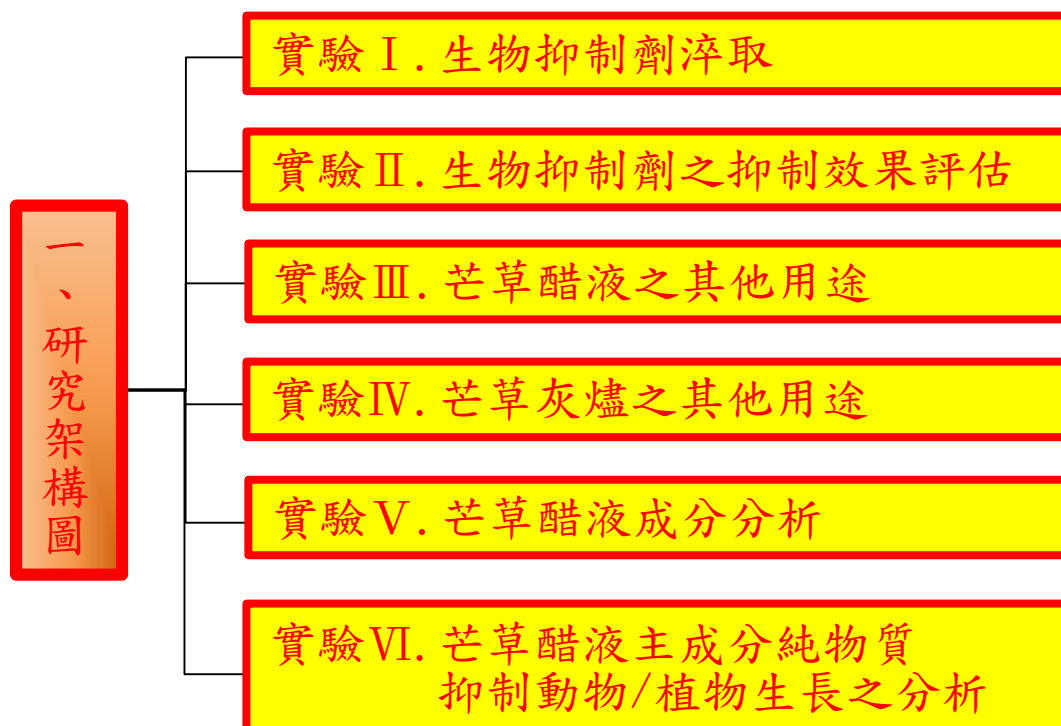 一、研究架構圖
實驗Ⅰ. 生物抑制劑淬取
實驗Ⅱ. 生物抑制劑之抑制效果評估
實驗Ⅲ. 芒草醋液之其他用途
實驗Ⅳ. 芒草灰燼之其他用途
實驗Ⅴ. 芒草醋液成分分析
實驗Ⅵ. 芒草醋液主成分純物質
抑制動物/植物生長之分析